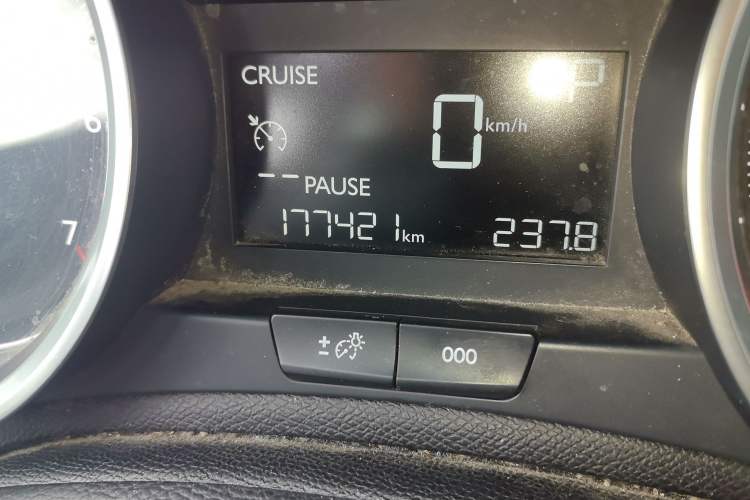 6
7
CRUISE
P
0 km/h
-- PAUSE
177421 km 237.8
±
000